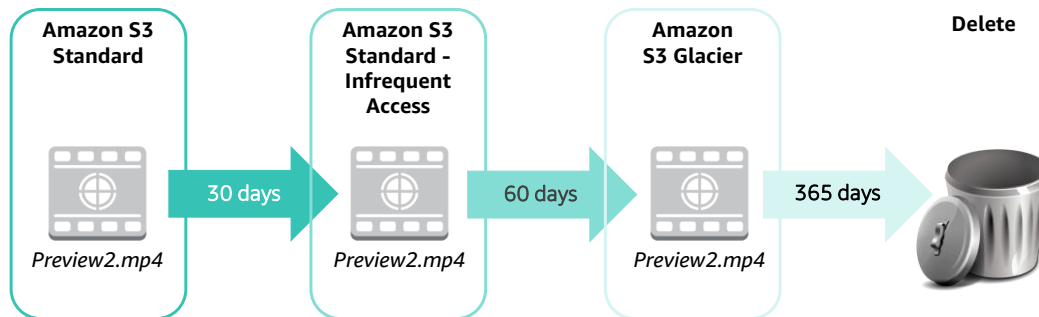 Amazon S3
Standard
Amazon S3
Standard -
Infrequent
Access
Amazon
S3 Glacier
Delete
30 days
60 days
365 days
Preview2.mp4
Preview2.mp4
Preview2.mp4